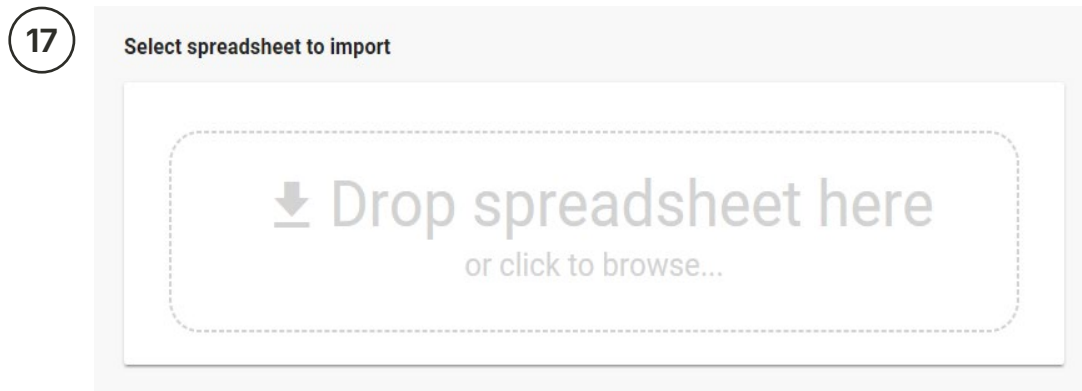 17
Select spreadsheet to import
Drop spreadsheet here
or click to browse...